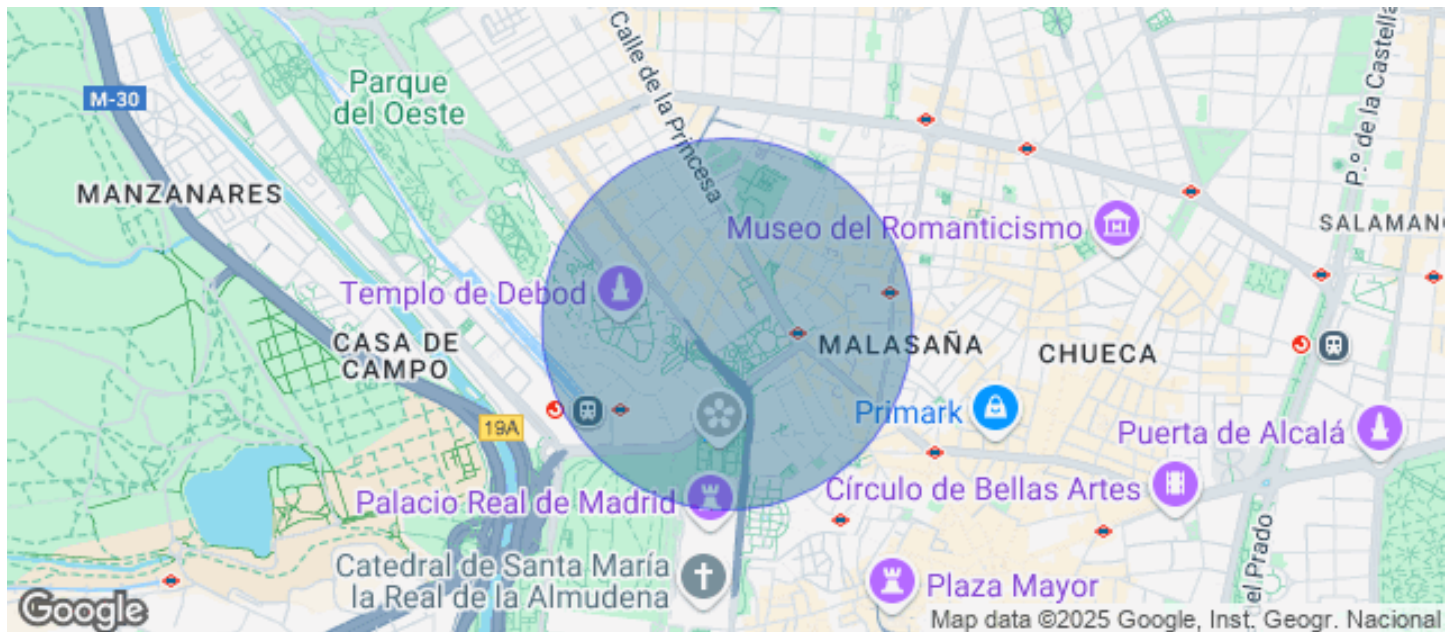 Calle de la Princesa
P.º de la Castella
Parque
del Oeste
M-30
MANZANARES
Museo del Romanticismo
SALAMANC
Templo de Debod
CASA DE
CAMPO
MALASAÑA
CHUECA
Primark
19A
Puerta de Alcalá
Palacio Real de Madrid
Círculo de Bellas Artes
Catedral de Santa María
la Real de la Almudena
Plaza Mayor
el Prado
Google
Map data ©2025 Google, Inst. Geogr. Nacional